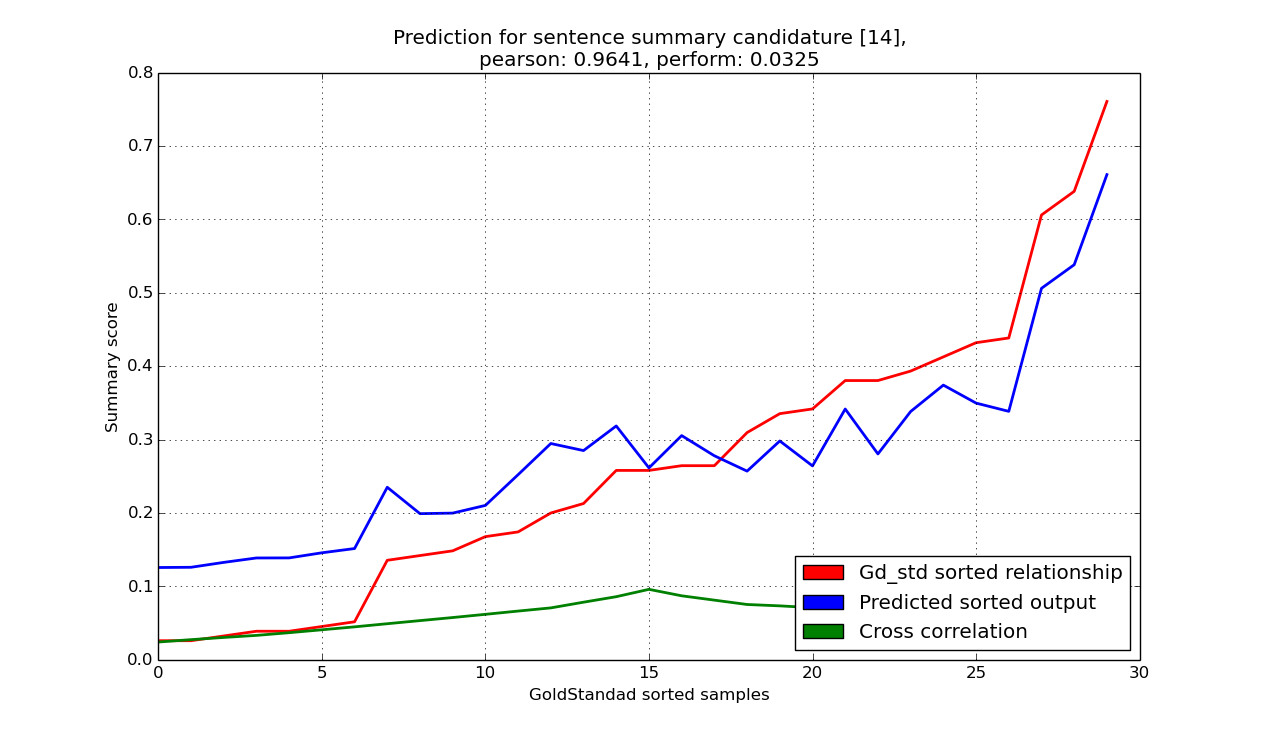 Prediction for sentence summary candidature [14],
pearson: 0.9641, perform: 0.0325
0.8
0.7
0.6
0.5
0.4
0.3
0.2
0.1
0.0
Summary score
Gd_std sorted relationship
Predicted sorted output
Cross correlation
0 5 10 15 20 25 30
GoldStandad sorted samples